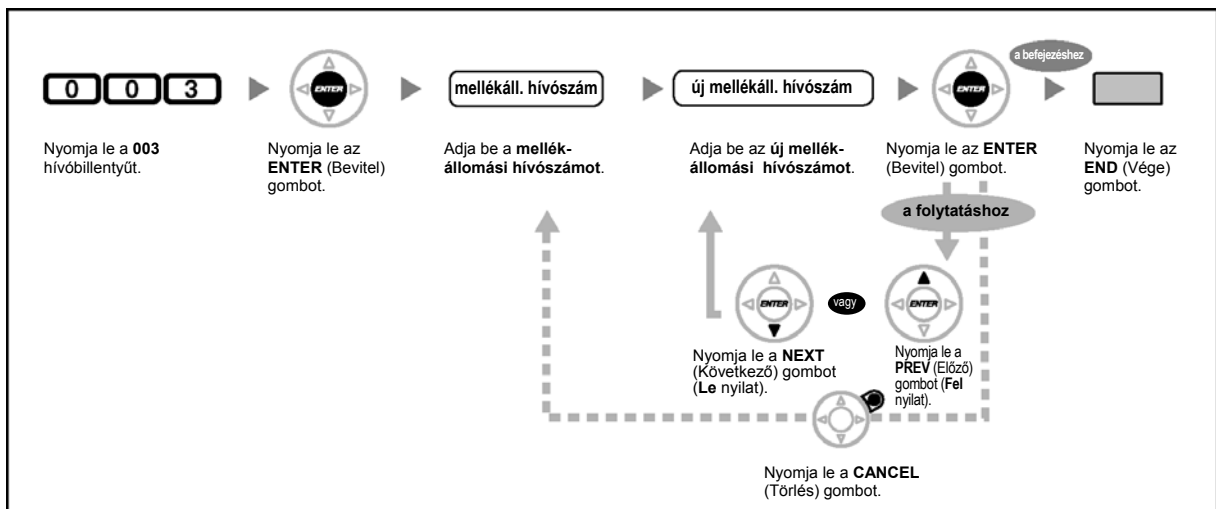 a befejezéshez
0 0 3
ENTER
mellékáll. hívószám
új mellékáll. hívószám
ENTER
Nyomja le a 003
hívóbillentyűt.
Nyomja le az
ENTER (Bevitel)
gombot.
Adja be a mellék-
állomási hívószámot.
Adja be az új mellék-
állomási hívószámot.
Nyomja le az ENTER
(Bevitel) gombot.
Nyomja le az
END (Vége)
gombot.
a folytatáshoz
ENTER
vagy
ENTER
Nyomja le a NEXT
(Következő) gombot
(Le nyilat).
Nyomja le a
PREV (Előző)
gombot (Fel
nyilat).
Nyomja le a CANCEL
(Törlés) gombot.